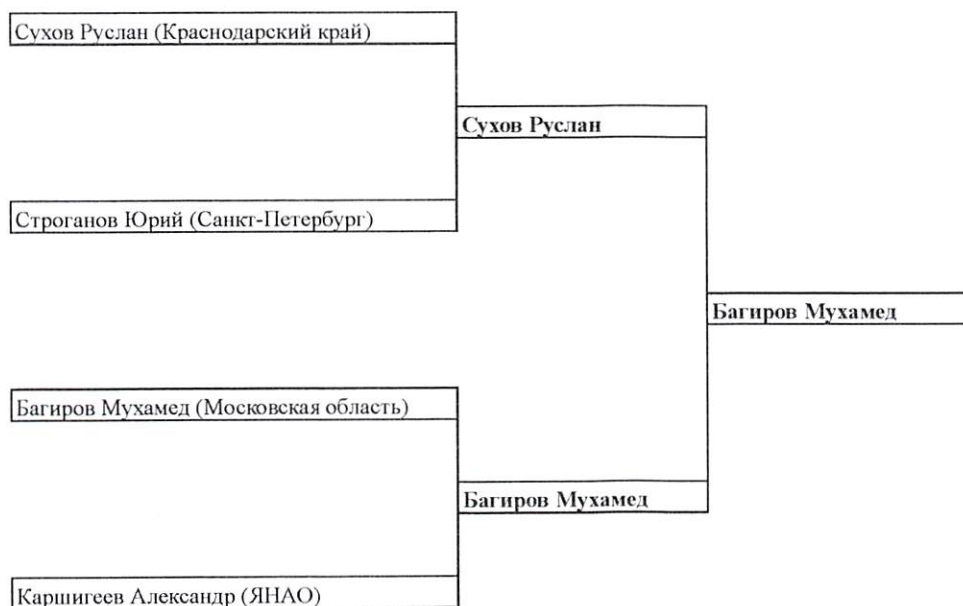 Сухов Руслан (Краснодарский край)
Сухов Руслан
Строганов Юрий (Санкт-Петербург)
Багиров Мухамед
Багиров Мухамед (Московская область)
Багиров Мухамед
Каршигеев Александр (ЯНАО)